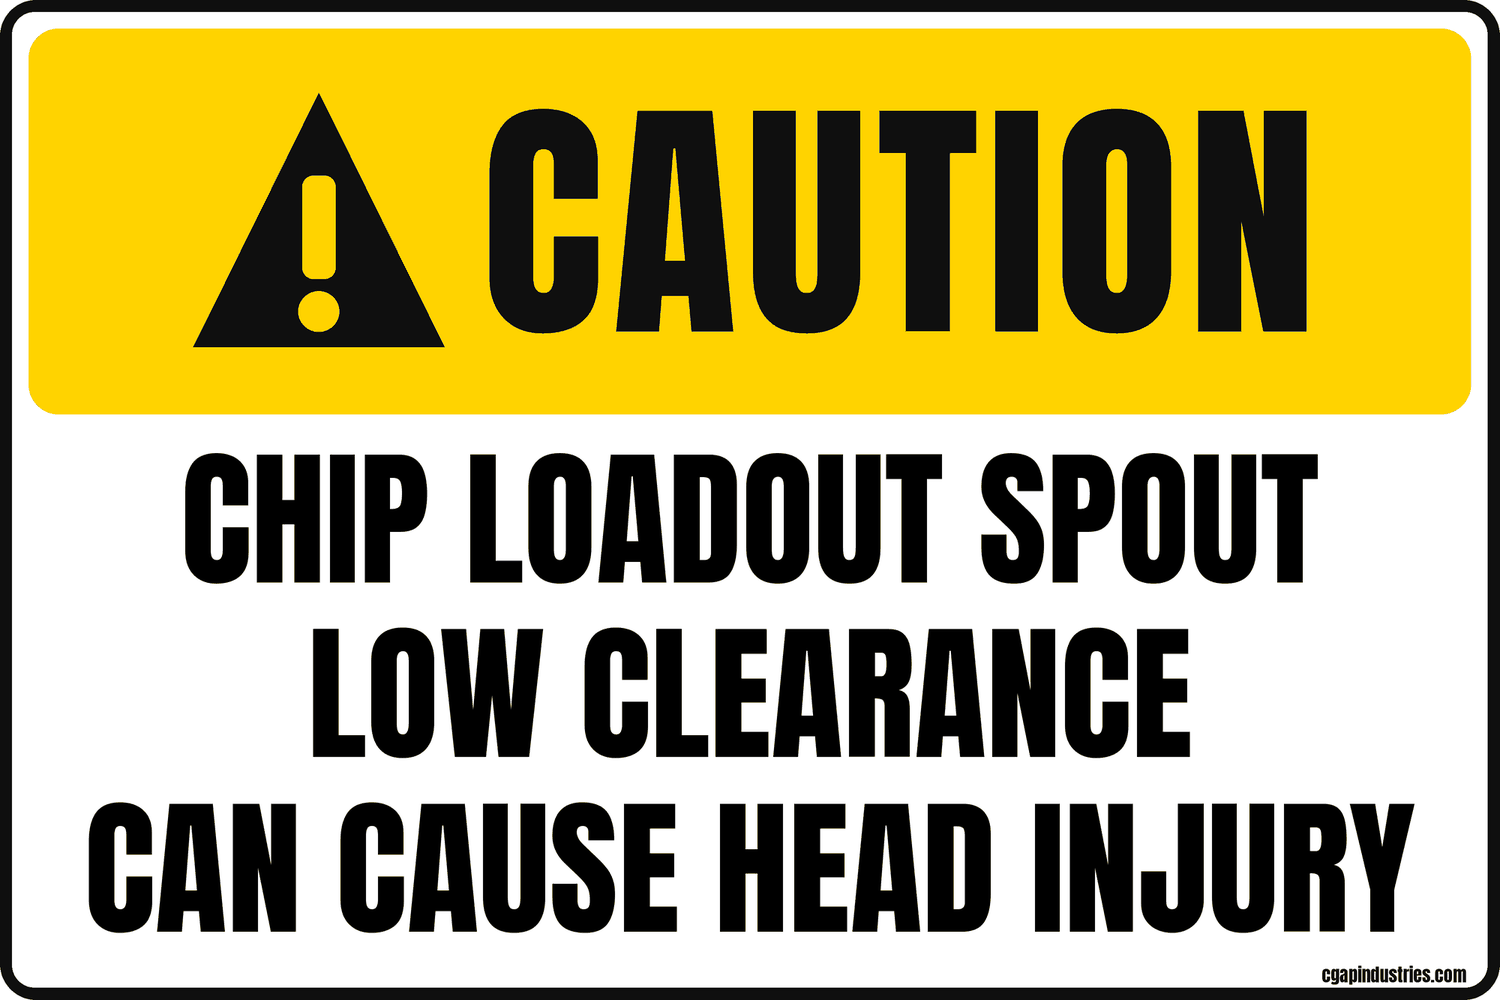 CAUTION
CHIP LOADOUT SPOUT
LOW CLEARANCE
CAN CAUSE HEAD INJURY
cgapindustries.com